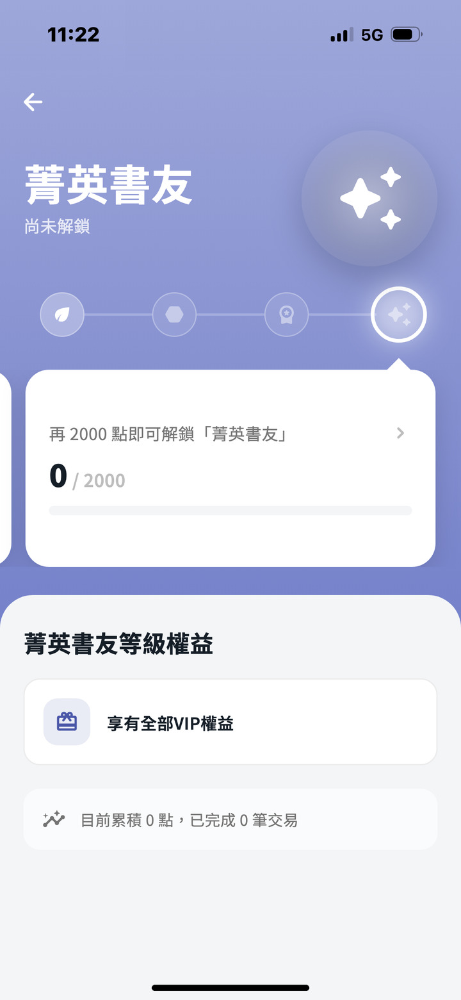 11:22
5G
菁英書友
尚未解鎖
再 2000 點即可解鎖「菁英書友」
0 / 2000
菁英書友等級權益
享有全部VIP權益
目前累積 0 點，已完成 0 筆交易